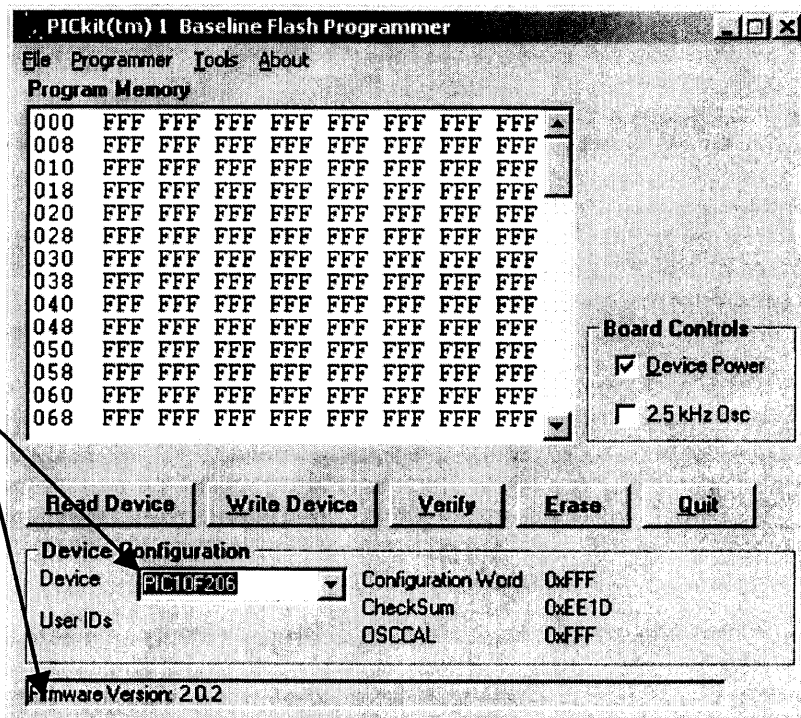 PICkit(tm) 1 Baseline Flash Programmer
File Programmer Tools About
Program Memory
000 FFF FFF FFF FFF FFF FFF FFF FFF
008 FFF FFF FFF FFF FFF FFF FFF FFF
010 FFF FFF FFF FFF FFF FFF FFF FFF
018 FFF FFF FFF FFF FFF FFF FFF FFF
020 FFF FFF FFF FFF FFF FFF FFF FFF
028 FFF FFF FFF FFF FFF FFF FFF FFF
030 FFF FFF FFF FFF FFF FFF FFF FFF
038 FFF FFF FFF FFF FFF FFF FFF FFF
040 FFF FFF FFF FFF FFF FFF FFF FFF
048 FFF FFF FFF FFF FFF FFF FFF FFF
050 FFF FFF FFF FFF FFF FFF FFF FFF
058 FFF FFF FFF FFF FFF FFF FFF FFF
060 FFF FFF FFF FFF FFF FFF FFF FFF
068 FFF FFF FFF FFF FFF FFF FFF FFF
Board Controls
Device Power
2.5 kHz Osc
Read Device Write Device Verify Erase Quit
Device Configuration
Device PIC10F206 Configuration Word 0xFFF
CheckSum 0xEE1D
User IDs
OSCCAL 0xFFF
Firmware Version: 2.0.2